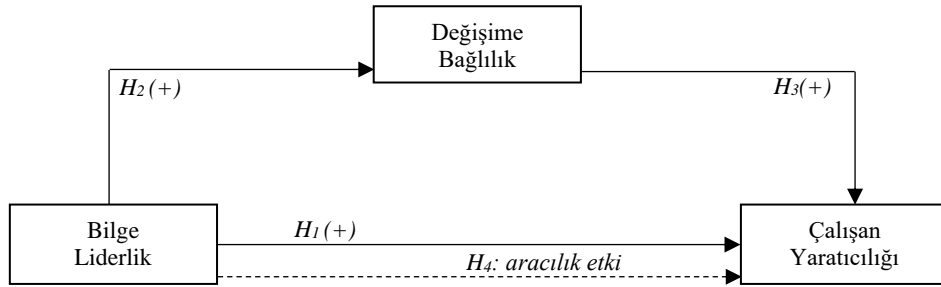 Değişime
Bağlılık
H2 (+)
H3(+)
Bilge
Liderlik
H1 (+)
H4: aracılık etki
Çalışan
Yaratıcılığı